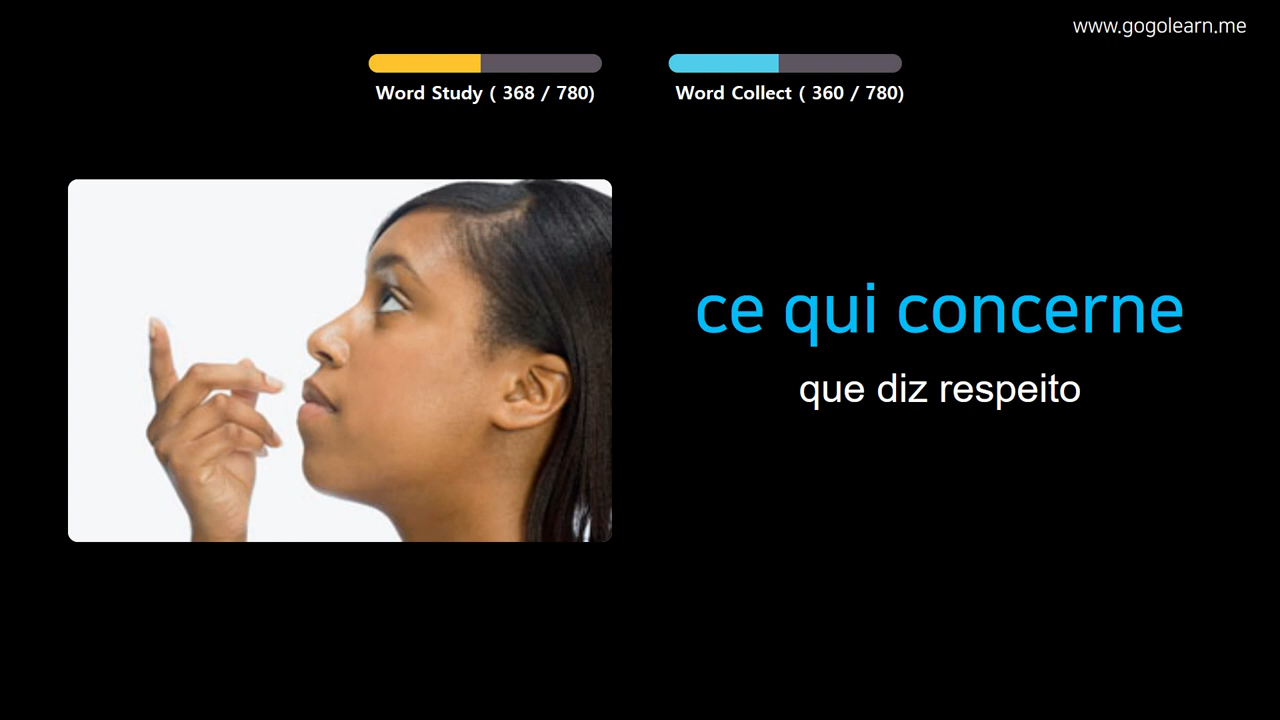 www.gogolearn.me
Word Study ( 368 / 780)
Word Collect ( 360 / 780)
ce qui concerne
que diz respeito